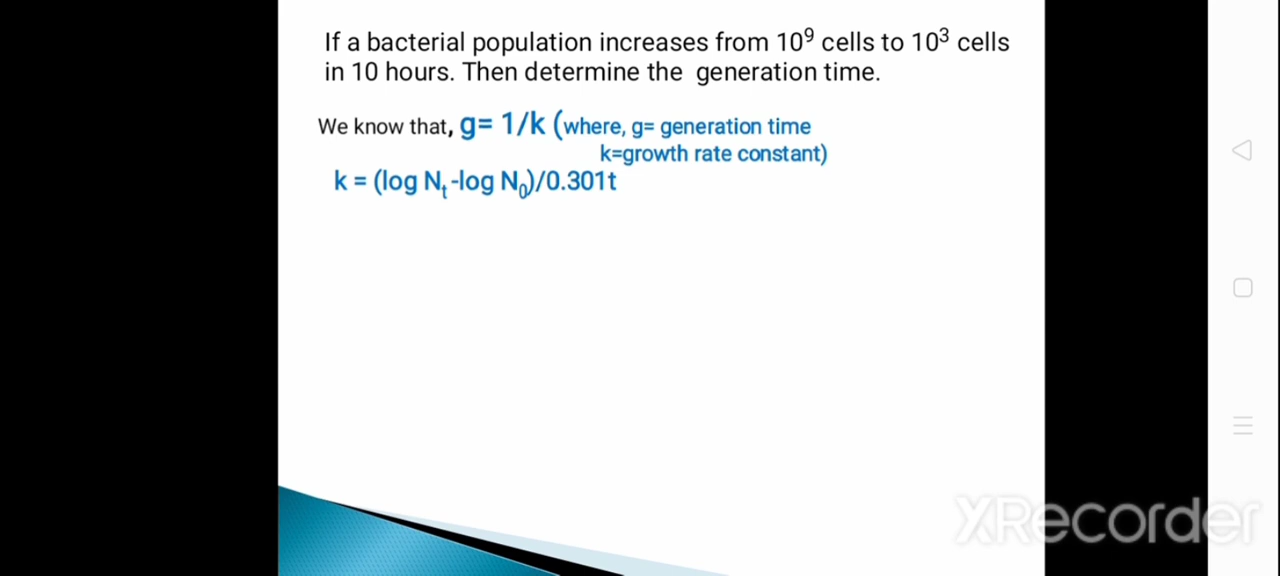 If a bacterial population increases from 10⁹ cells to 10³ cells
in 10 hours. Then determine the generation time.
We know that, g= 1/k (where, g= generation time
k=growth rate constant)
k = (log Nₜ -log N₀)/0.301t
XRecorder